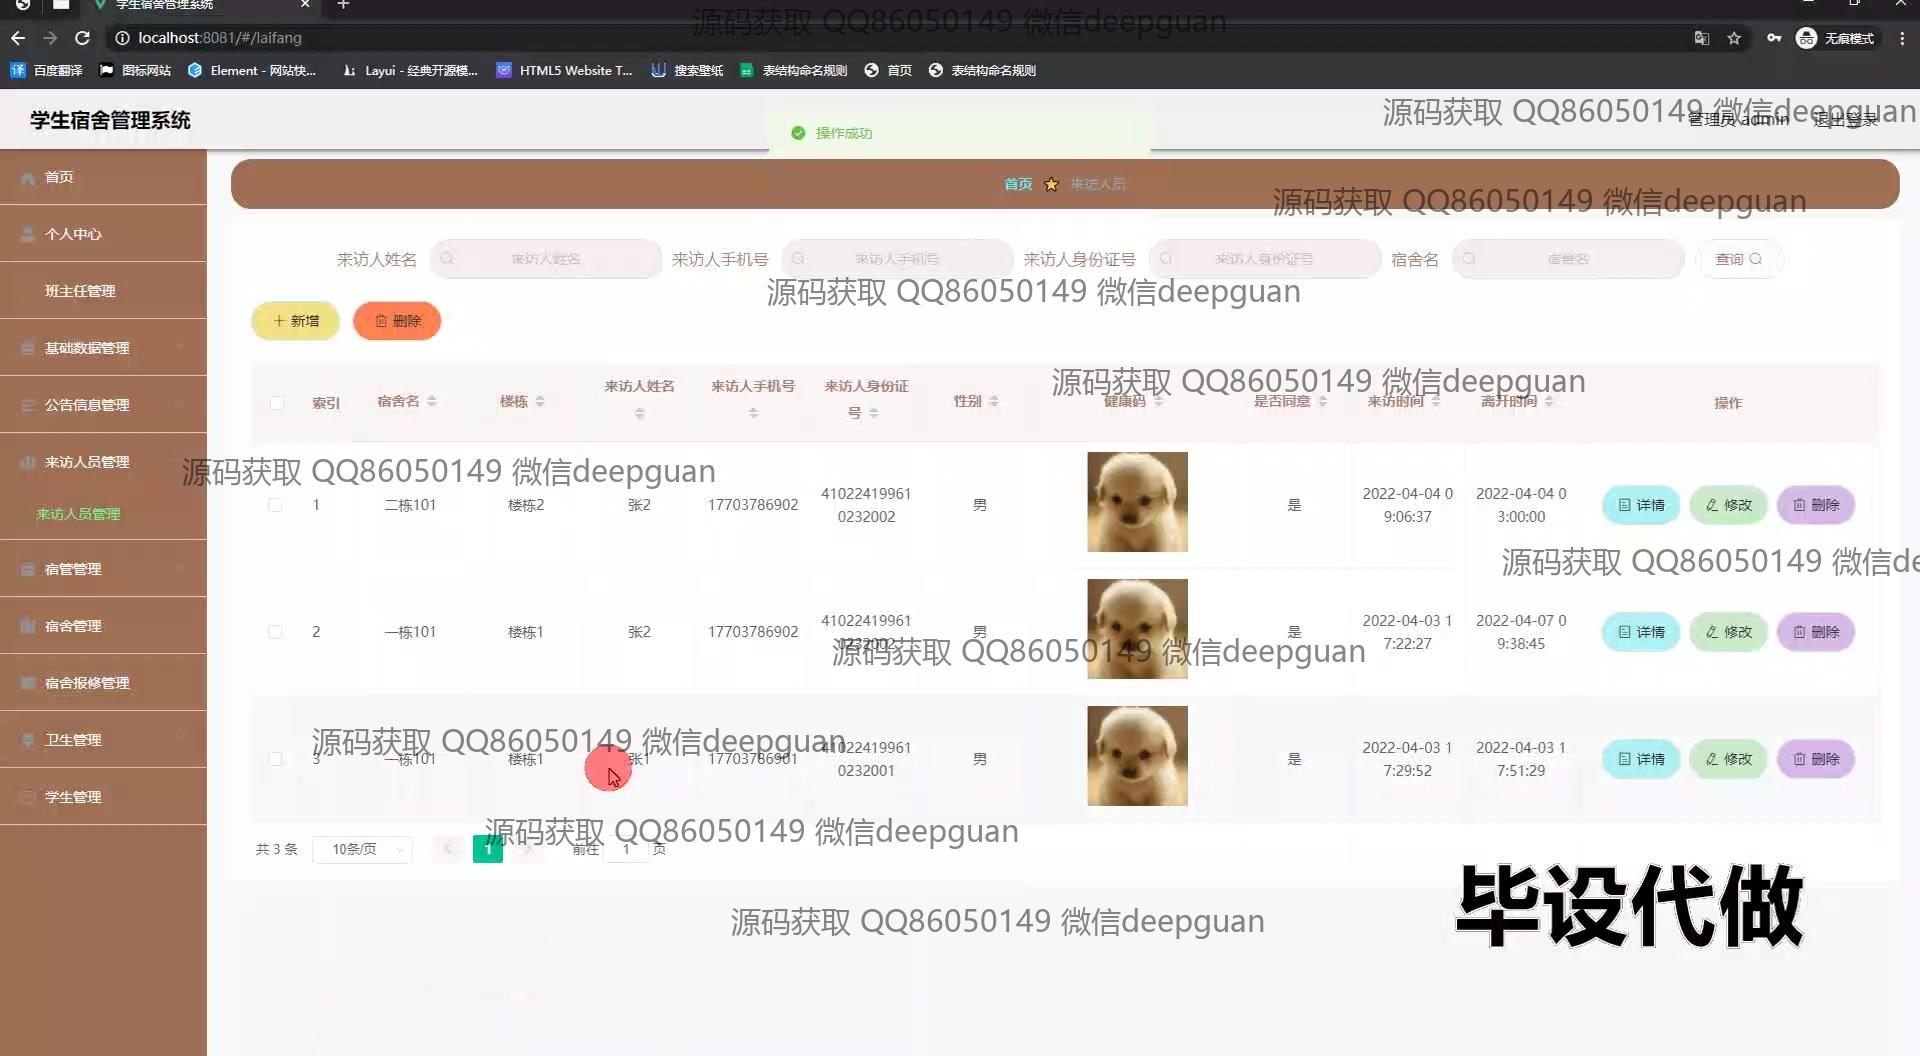 学生宿舍管理系统
源码获取 QQ86050149 微信deepguan
localhost:8081/#/laifang
无痕模式
百度翻译 图标网站 Element - 网站快... Layui - 经典开源模... HTML5 Website T... 搜索壁纸 表结构命名规则 首页 表结构命名规则
学生宿舍管理系统
操作成功
源码获取 QQ86050149 微信deepguan
管理员 admin 退出登录
首页
个人中心
班主任管理
基础数据管理
公告信息管理
来访人员管理
来访人员管理
宿管管理
宿舍管理
宿舍报修管理
卫生管理
学生管理
首页 来访人员
源码获取 QQ86050149 微信deepguan
来访人姓名 来访人姓名 来访人手机号 来访人手机号 来访人身份证号 来访人身份证号 宿舍名 宿舍名 查询
源码获取 QQ86050149 微信deepguan
新增 删除
源码获取 QQ86050149 微信deepguan
索引 宿舍名 楼栋 来访人姓名 来访人手机号 来访人身份证号 性别 健康码 是否同意 来访时间 离开时间 操作
源码获取 QQ86050149 微信deepguan
1 二栋101 楼栋2 张2 17703786902 410224199610232002 男 是 2022-04-04 09:06:37 2022-04-04 03:00:00 详情 修改 删除
源码获取 QQ86050149 微信de
2 一栋101 楼栋1 张2 17703786902 410224199610232002 男 是 2022-04-03 17:22:27 2022-04-07 09:38:45 详情 修改 删除
源码获取 QQ86050149 微信deepguan
源码获取 QQ86050149 微信deepguan
3 一栋101 楼栋1 张1 17703786901 410224199610232001 男 是 2022-04-03 17:29:52 2022-04-03 17:51:29 详情 修改 删除
源码获取 QQ86050149 微信deepguan
共 3 条 10条/页 1 前往 1 页
毕设代做
源码获取 QQ86050149 微信deepguan